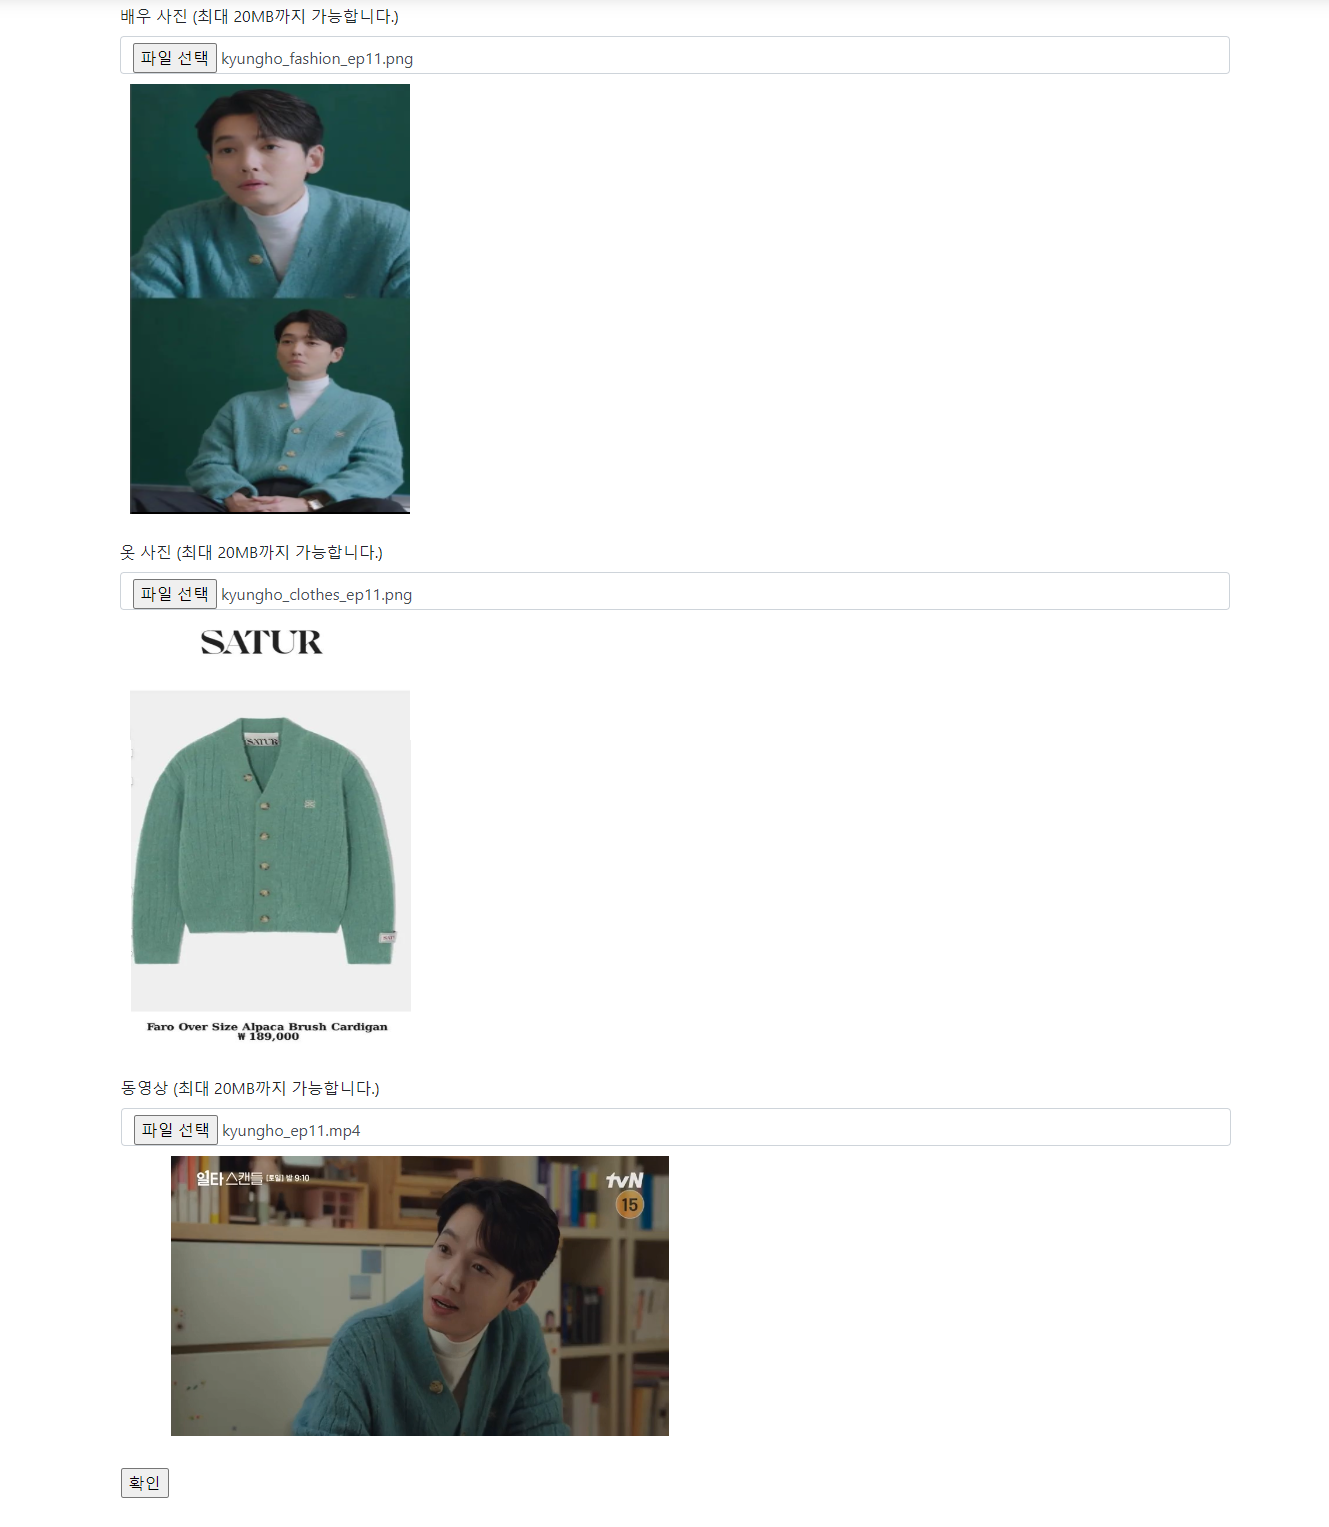 배우 사진 (최대 20MB까지 가능합니다.)
파일 선택 kyungho_fashion_ep11.png
옷 사진 (최대 20MB까지 가능합니다.)
파일 선택 kyungho_clothes_ep11.png
SATUR
SATUR
Faro Over Size Alpaca Brush Cardigan
₩ 189,000
동영상 (최대 20MB까지 가능합니다.)
파일 선택 kyungho_ep11.mp4
일타 스캔들 [토일] 밤 9:10
tvN
15
확인